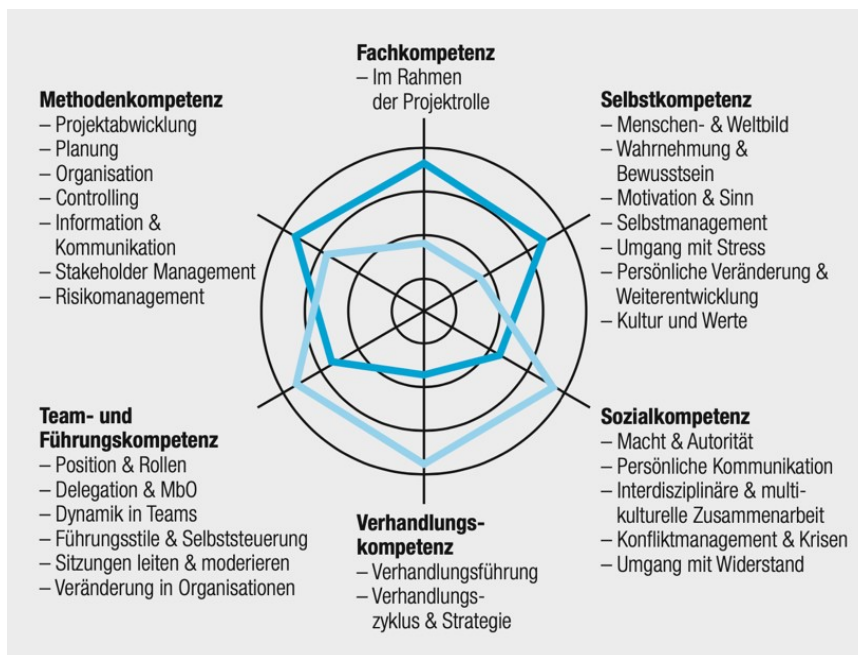 Fachkompetenz
– Im Rahmen
der Projektrolle
Methodenkompetenz
– Projektabwicklung
– Planung
– Organisation
– Controlling
– Information &
Kommunikation
– Stakeholder Management
– Risikomanagement
Selbstkompetenz
– Menschen- & Weltbild
– Wahrnehmung &
Bewusstsein
– Motivation & Sinn
– Selbstmanagement
– Umgang mit Stress
– Persönliche Veränderung &
Weiterentwicklung
– Kultur und Werte
Team- und
Führungskompetenz
– Position & Rollen
– Delegation & MbO
– Dynamik in Teams
– Führungsstile & Selbststeuerung
– Sitzungen leiten & moderieren
– Veränderung in Organisationen
Verhandlungs-
kompetenz
– Verhandlungsführung
– Verhandlungs-
zyklus & Strategie
Sozialkompetenz
– Macht & Autorität
– Persönliche Kommunikation
– Interdisziplinäre & multi-
kulturelle Zusammenarbeit
– Konfliktmanagement & Krisen
– Umgang mit Widerstand